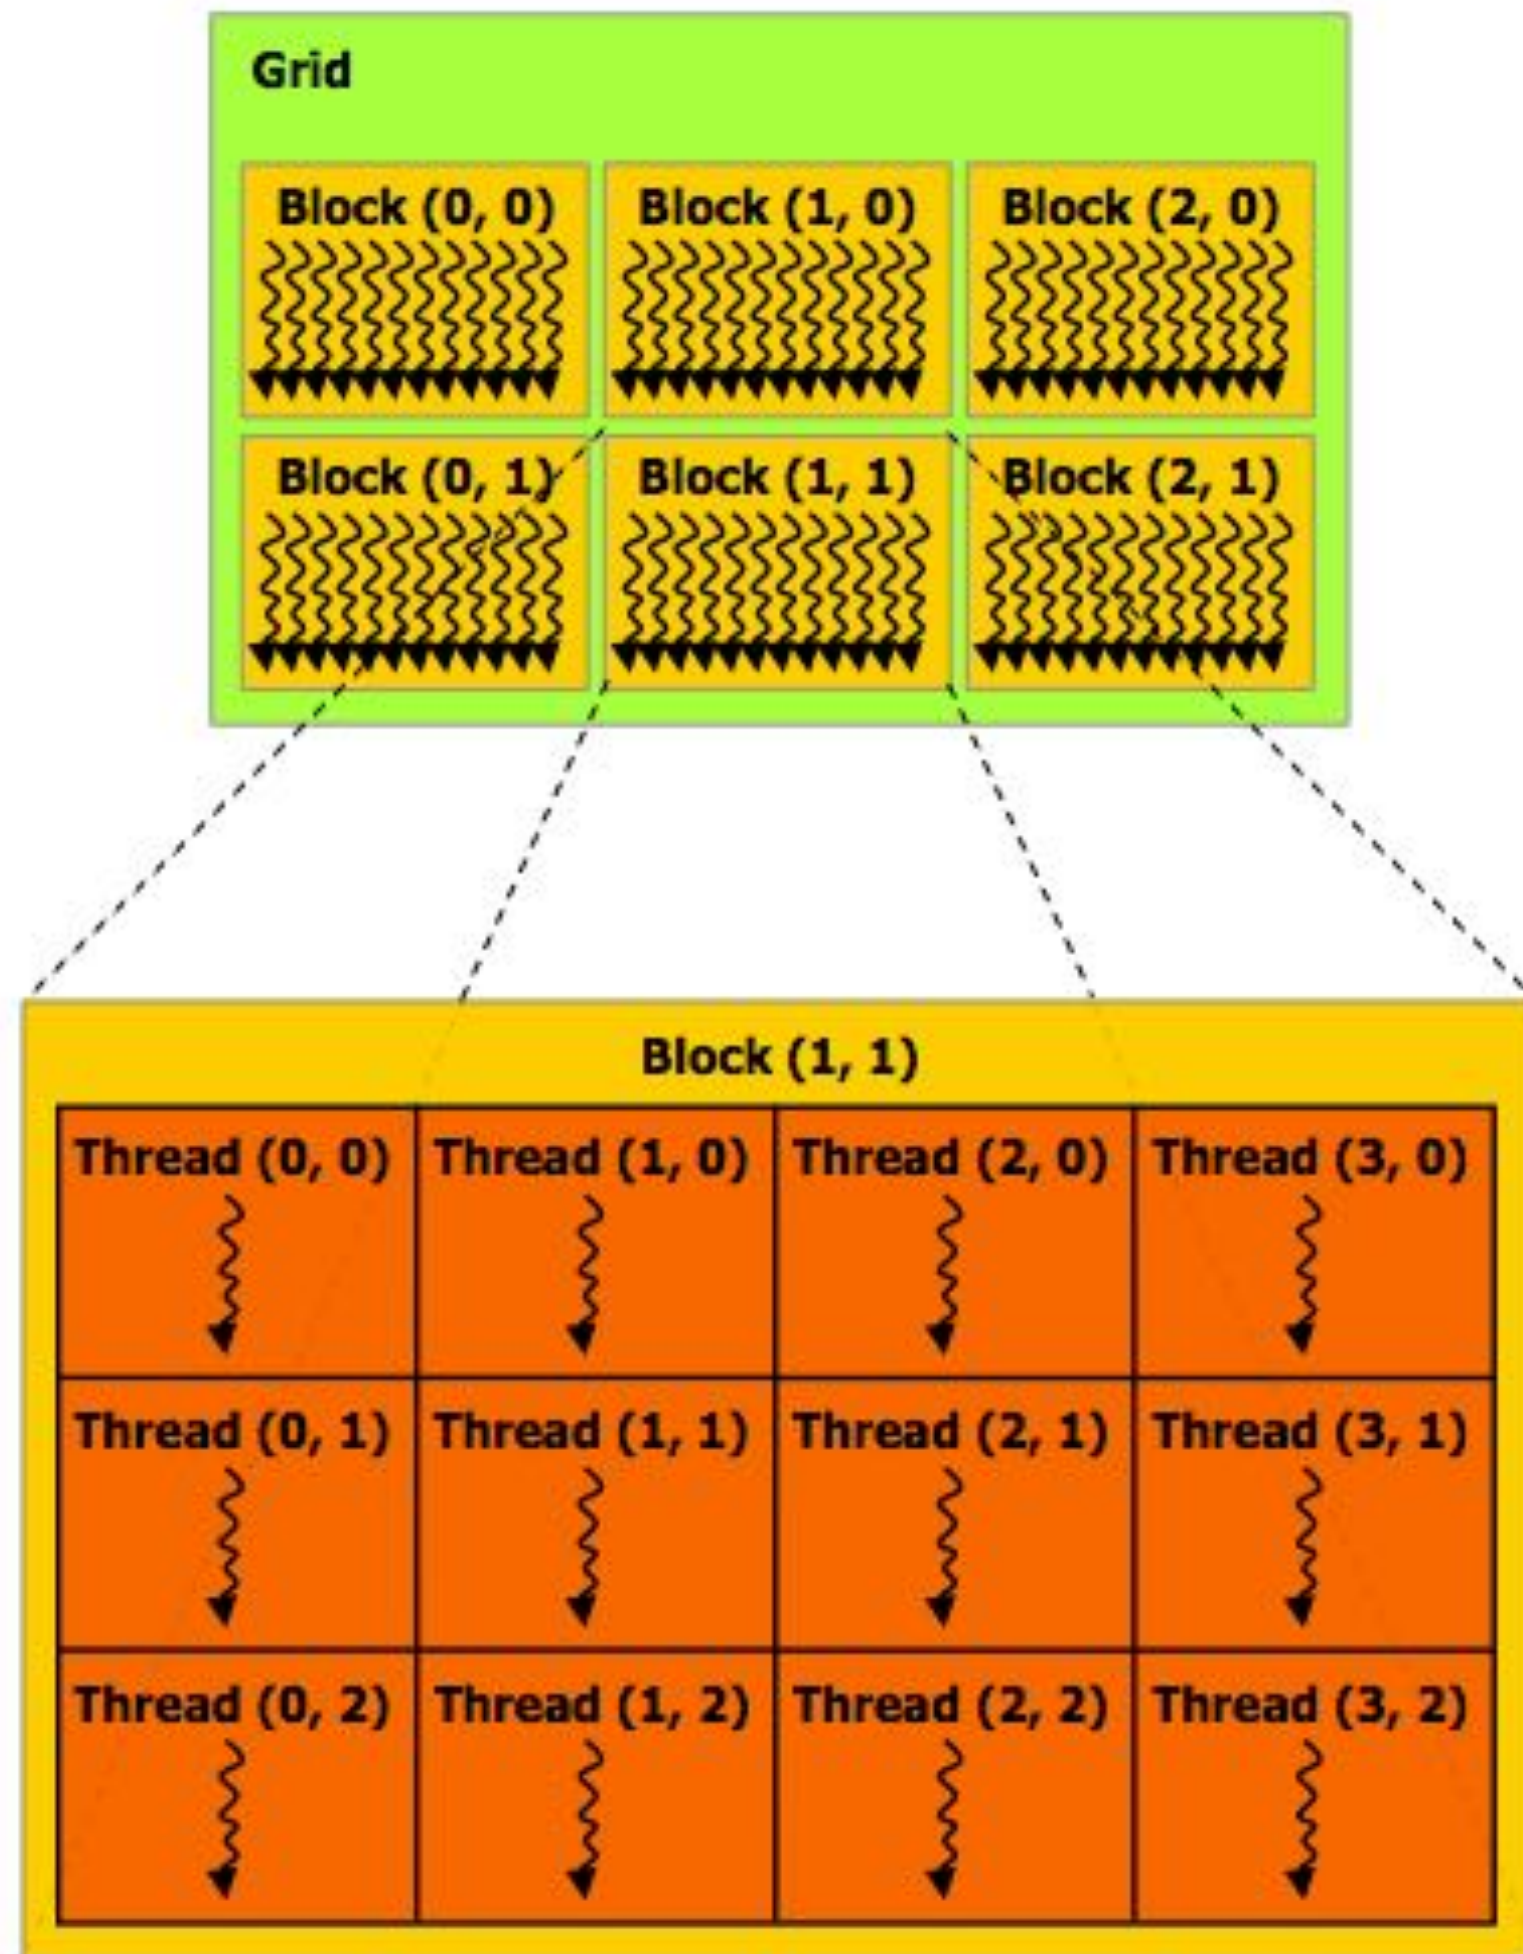 Grid
Block (0, 0) Block (1, 0) Block (2, 0)
Block (0, 1) Block (1, 1) Block (2, 1)
Block (1, 1)
Thread (0, 0) Thread (1, 0) Thread (2, 0) Thread (3, 0)
Thread (0, 1) Thread (1, 1) Thread (2, 1) Thread (3, 1)
Thread (0, 2) Thread (1, 2) Thread (2, 2) Thread (3, 2)